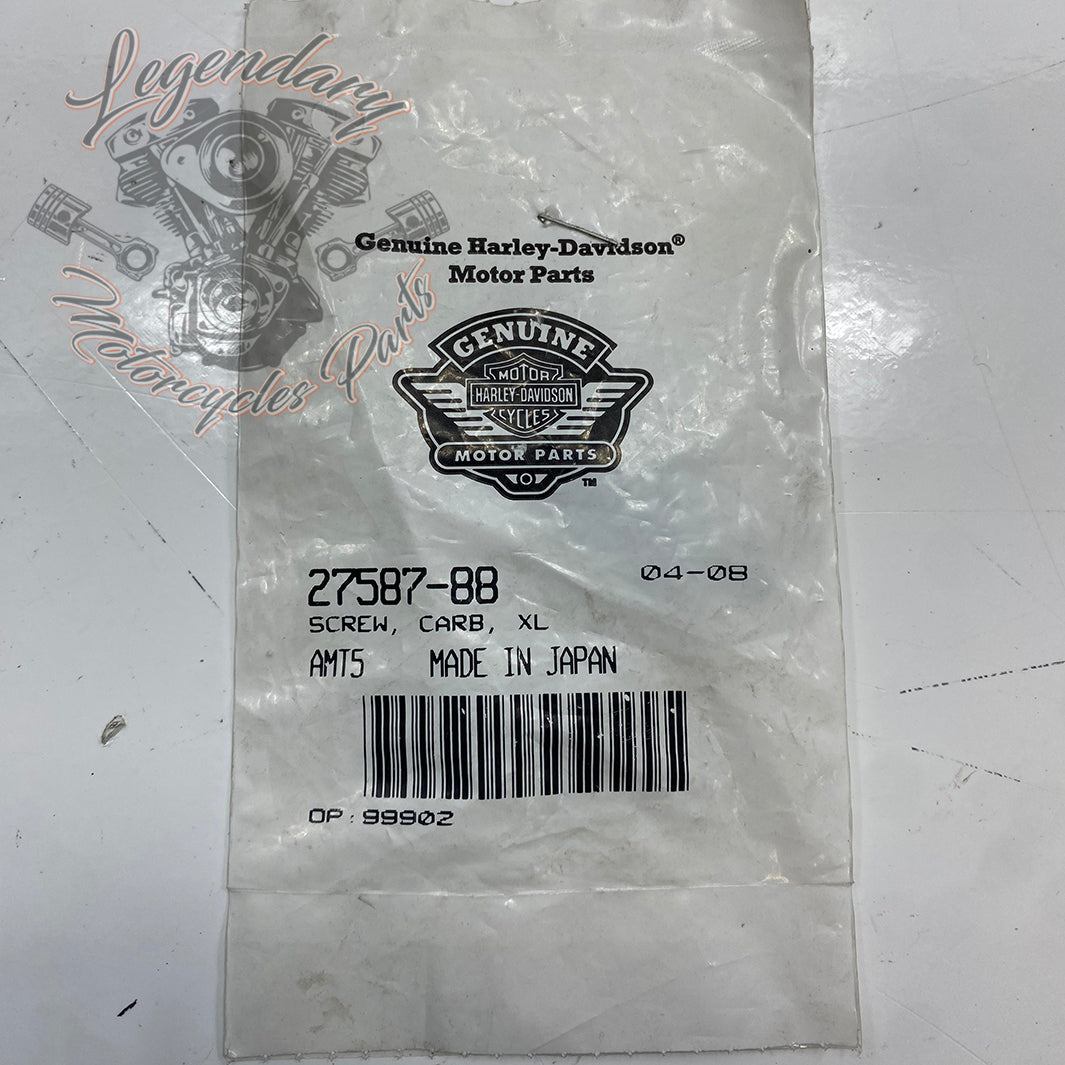 Legendary
Motorcycles Parts
Genuine Harley-Davidson®
Motor Parts
GENUINE
MOTOR
HARLEY-DAVIDSON
CYCLES
MOTOR PARTS
™
27587-88
04-08
SCREW, CARB, XL
AMT5 MADE IN JAPAN
OP: 99902